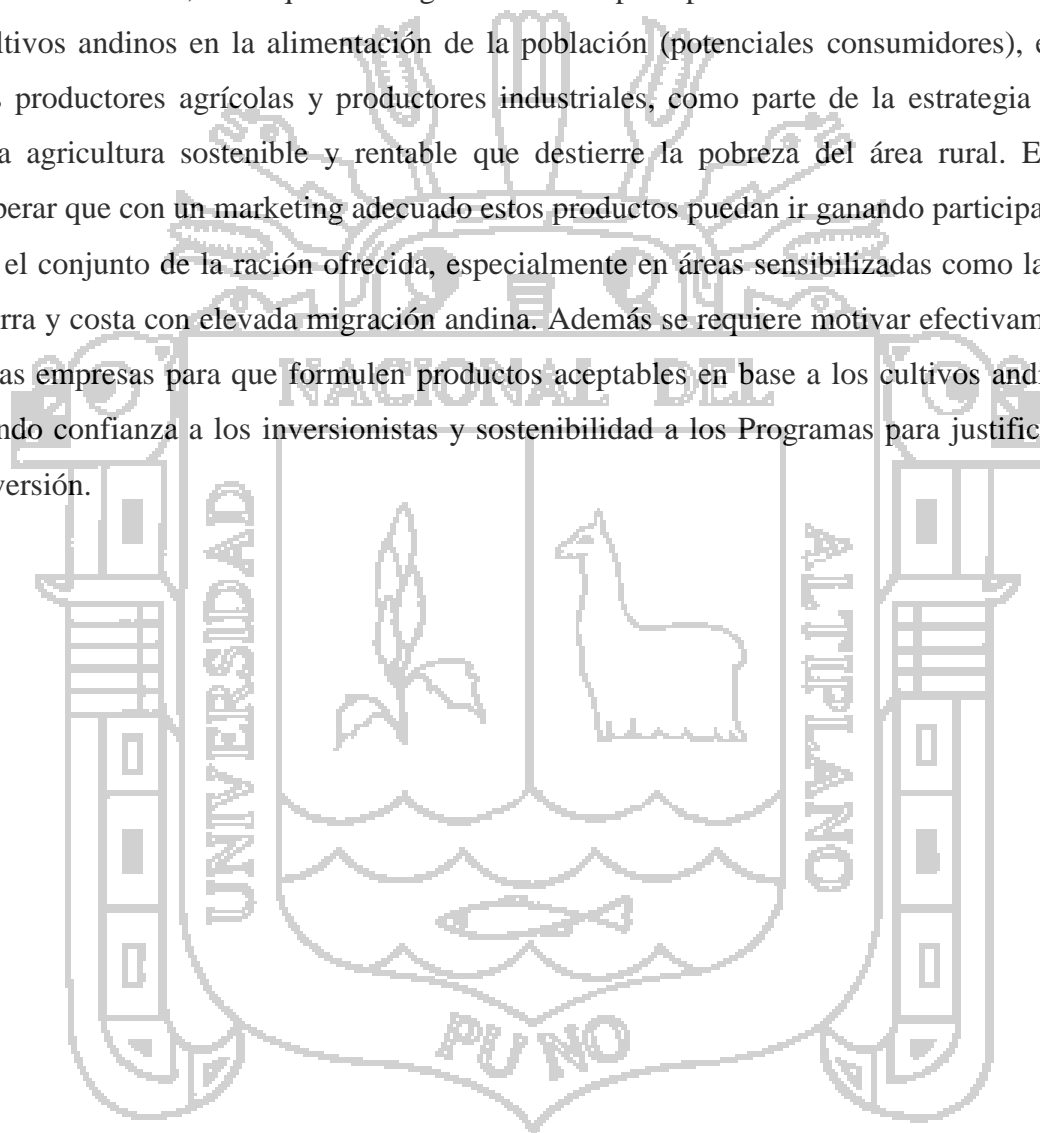 ltivos andinos en la alimentación de la población (potenciales consumidores), e
s productores agrícolas y productores industriales, como parte de la estrategia
a agricultura sostenible y rentable que destierre la pobreza del área rural. E
perar que con un marketing adecuado estos productos puedan ir ganando participa
el conjunto de la ración ofrecida, especialmente en áreas sensibilizadas como la
rra y costa con elevada migración andina. Además se requiere motivar efectivam
as empresas para que formulen productos aceptables en base a los cultivos andi
ndo confianza a los inversionistas y sostenibilidad a los Programas para justific
versión.
UNIVERSIDAD
NACIONAL DEL
ALTIPLANO
PUNO